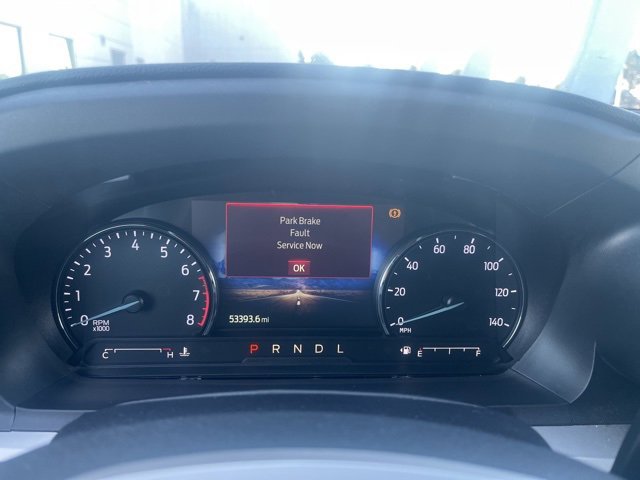 Park Brake
Fault
Service Now
OK
0 1 2 3 4 5 6 7 8
RPM
x1000
0 20 40 60 80 100 120 140
MPH
53393.6 mi
C H
P R N D L
E F